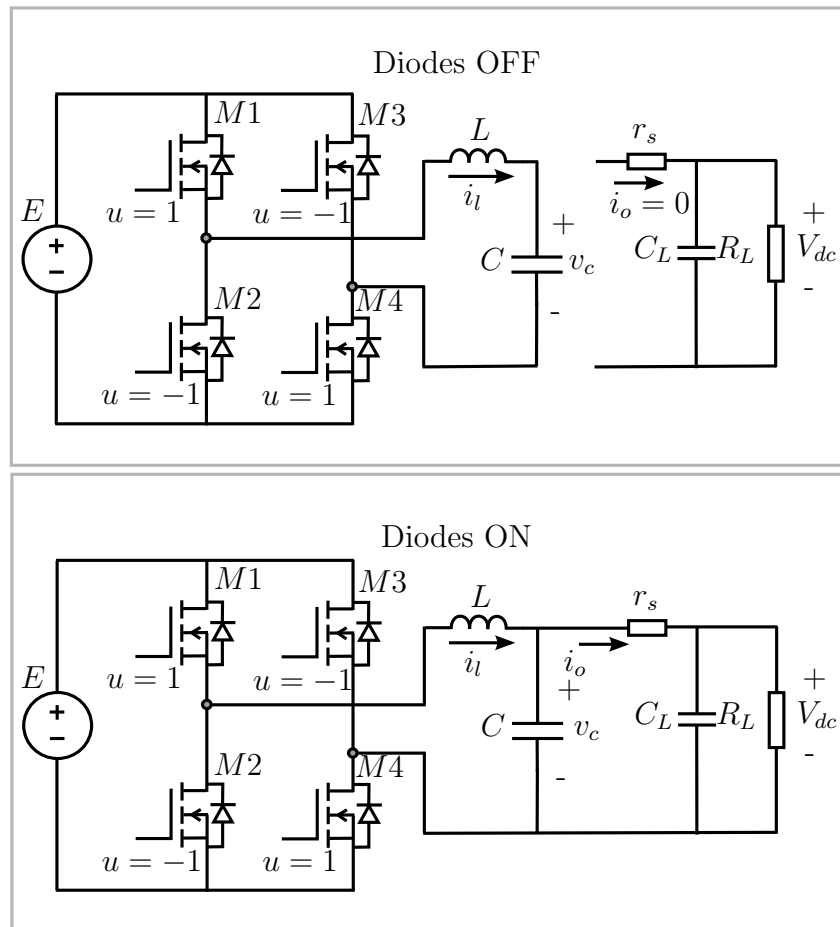 Diodes OFF
M1
M3
L
r_s
i_l
i_o = 0
u = 1
u = −1
E
+
−
+
C
v_c
-
C_L
R_L
+
V_dc
-
M2
M4
u = −1
u = 1
Diodes ON
M1
M3
L
r_s
i_l
i_o
u = 1
u = −1
E
+
−
+
C
v_c
-
C_L
R_L
+
V_dc
-
M2
M4
u = −1
u = 1